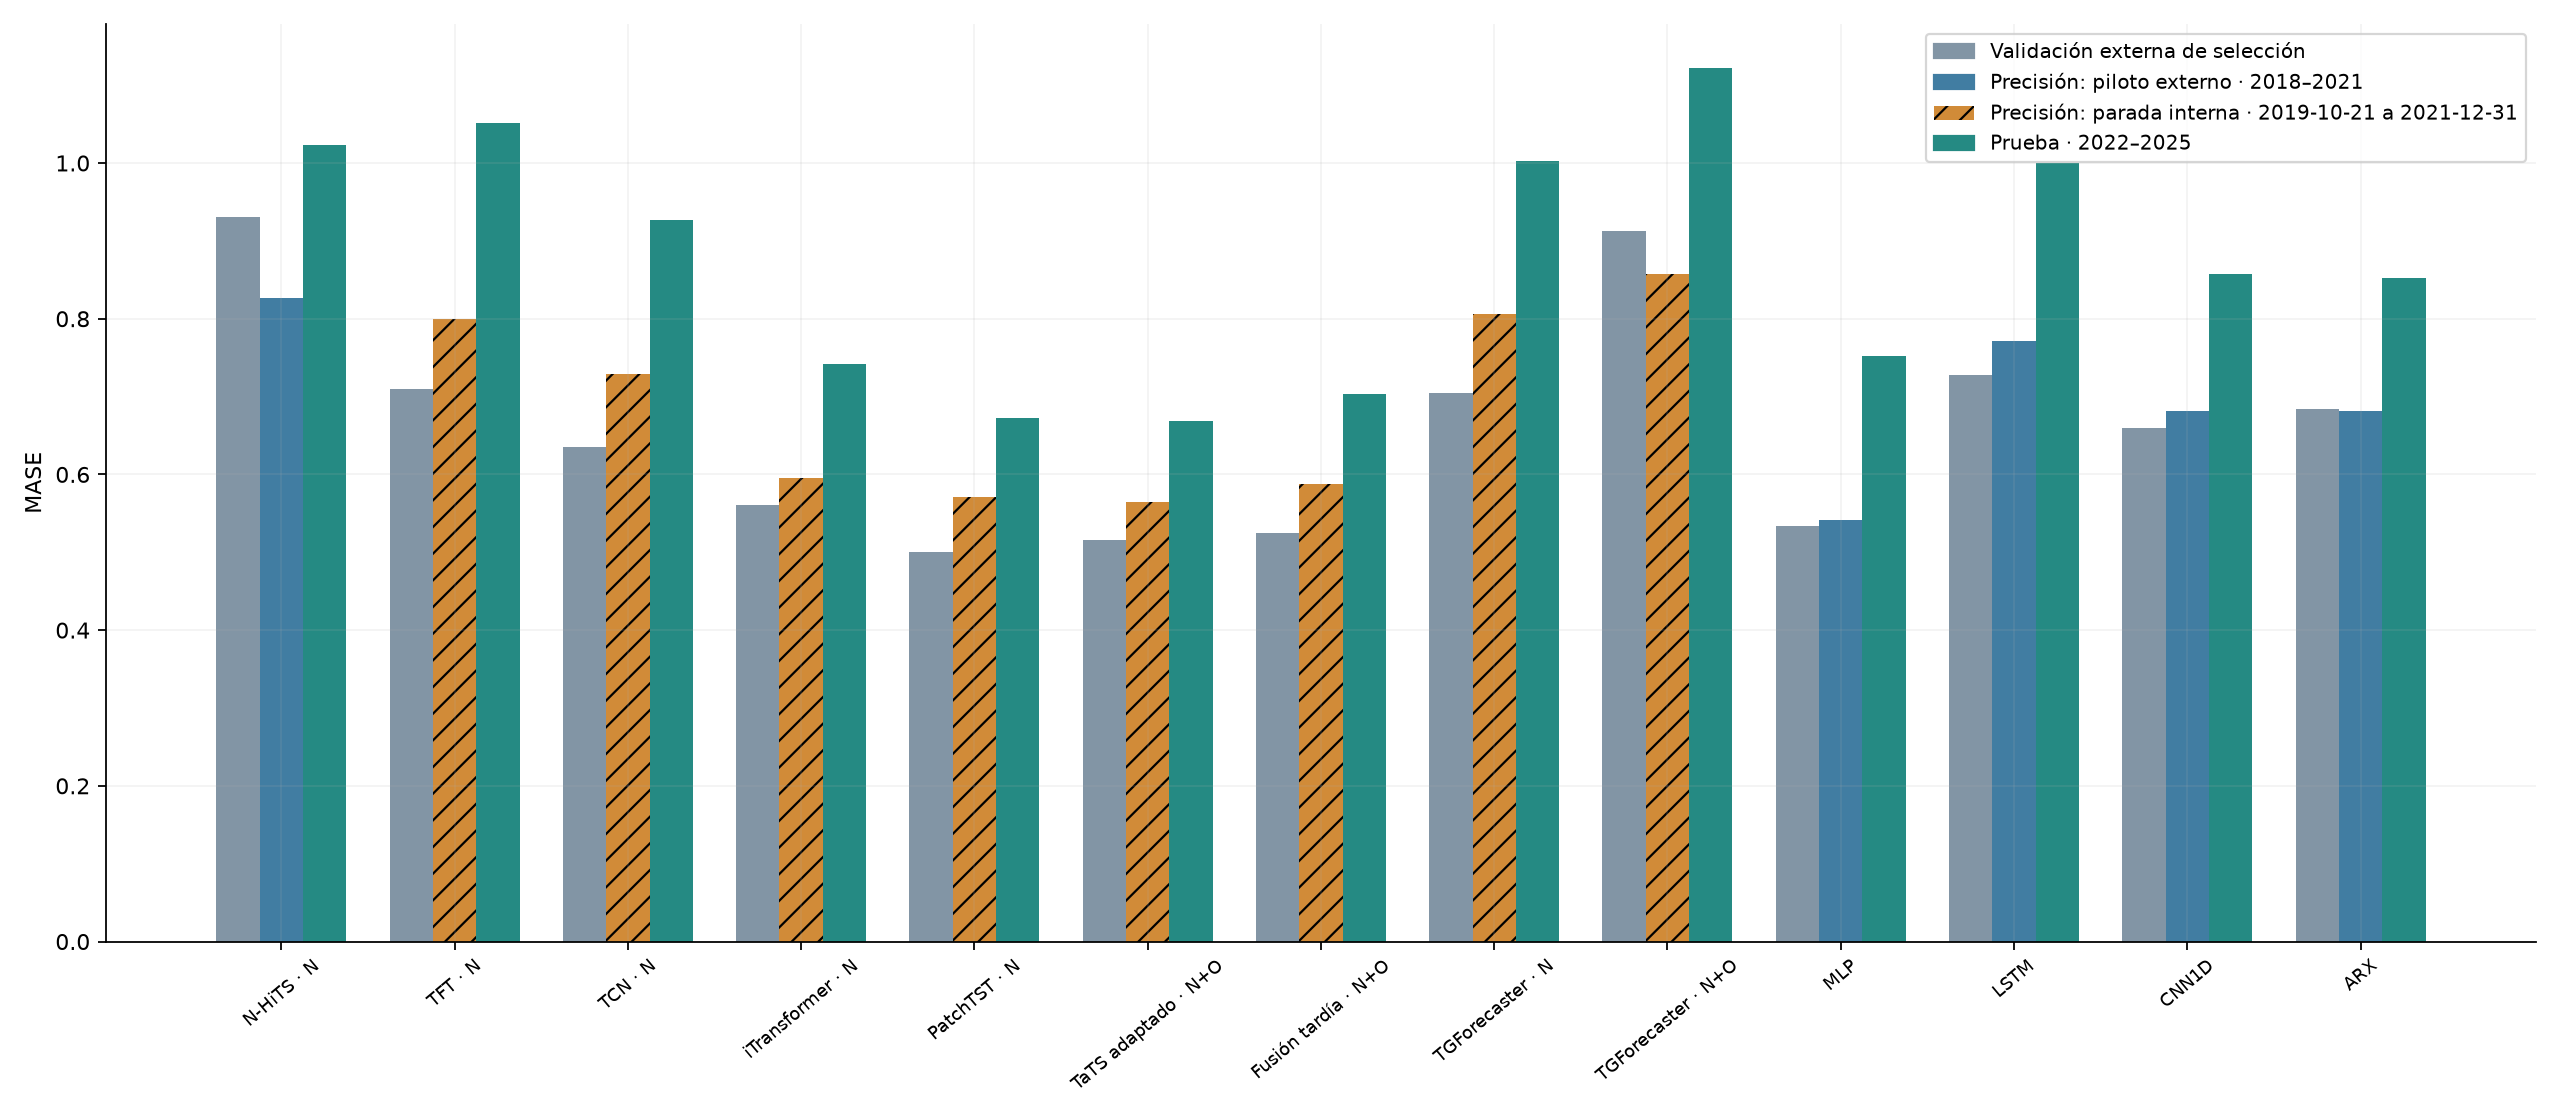 Validación externa de selección
Precisión: piloto externo · 2018–2021
Precisión: parada interna · 2019-10-21 a 2021-12-31
Prueba · 2022–2025
MASE
1.0
0.8
0.6
0.4
0.2
0.0
N-HiTS · N
TFT · N
TCN · N
iTransformer · N
PatchTST · N
TaTS adaptado · N+O
Fusión tardía · N+O
TGForecaster · N
TGForecaster · N+O
MLP
LSTM
CNN1D
ARX